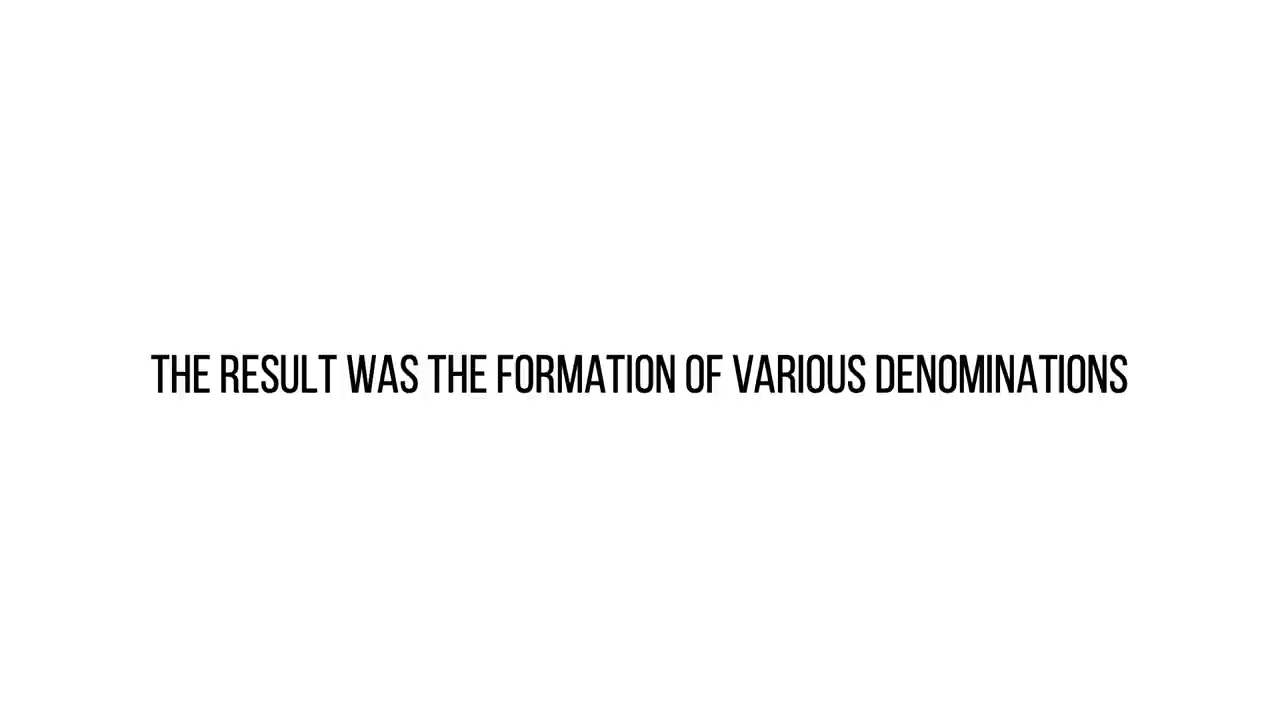 THE RESULT WAS THE FORMATION OF VARIOUS DENOMINATIONS